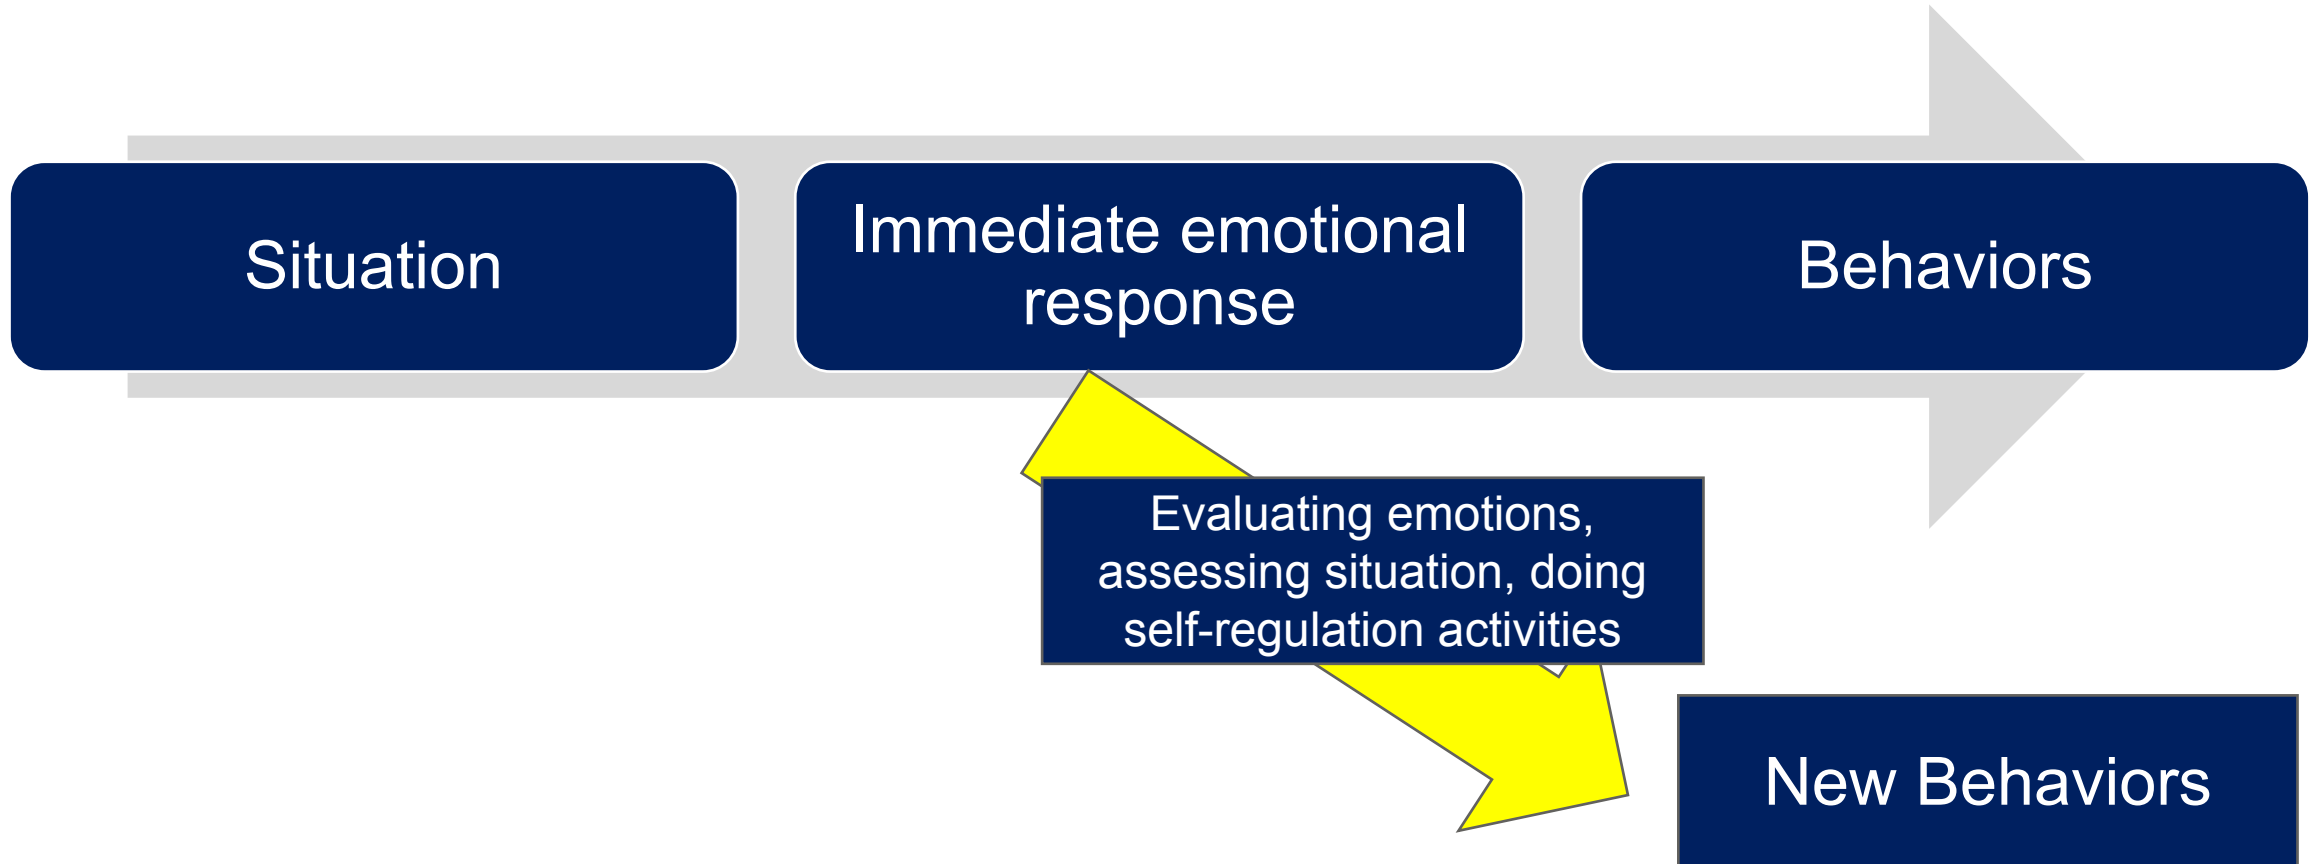 Situation
Immediate emotional
response
Behaviors
Evaluating emotions,
assessing situation, doing
self-regulation activities
New Behaviors